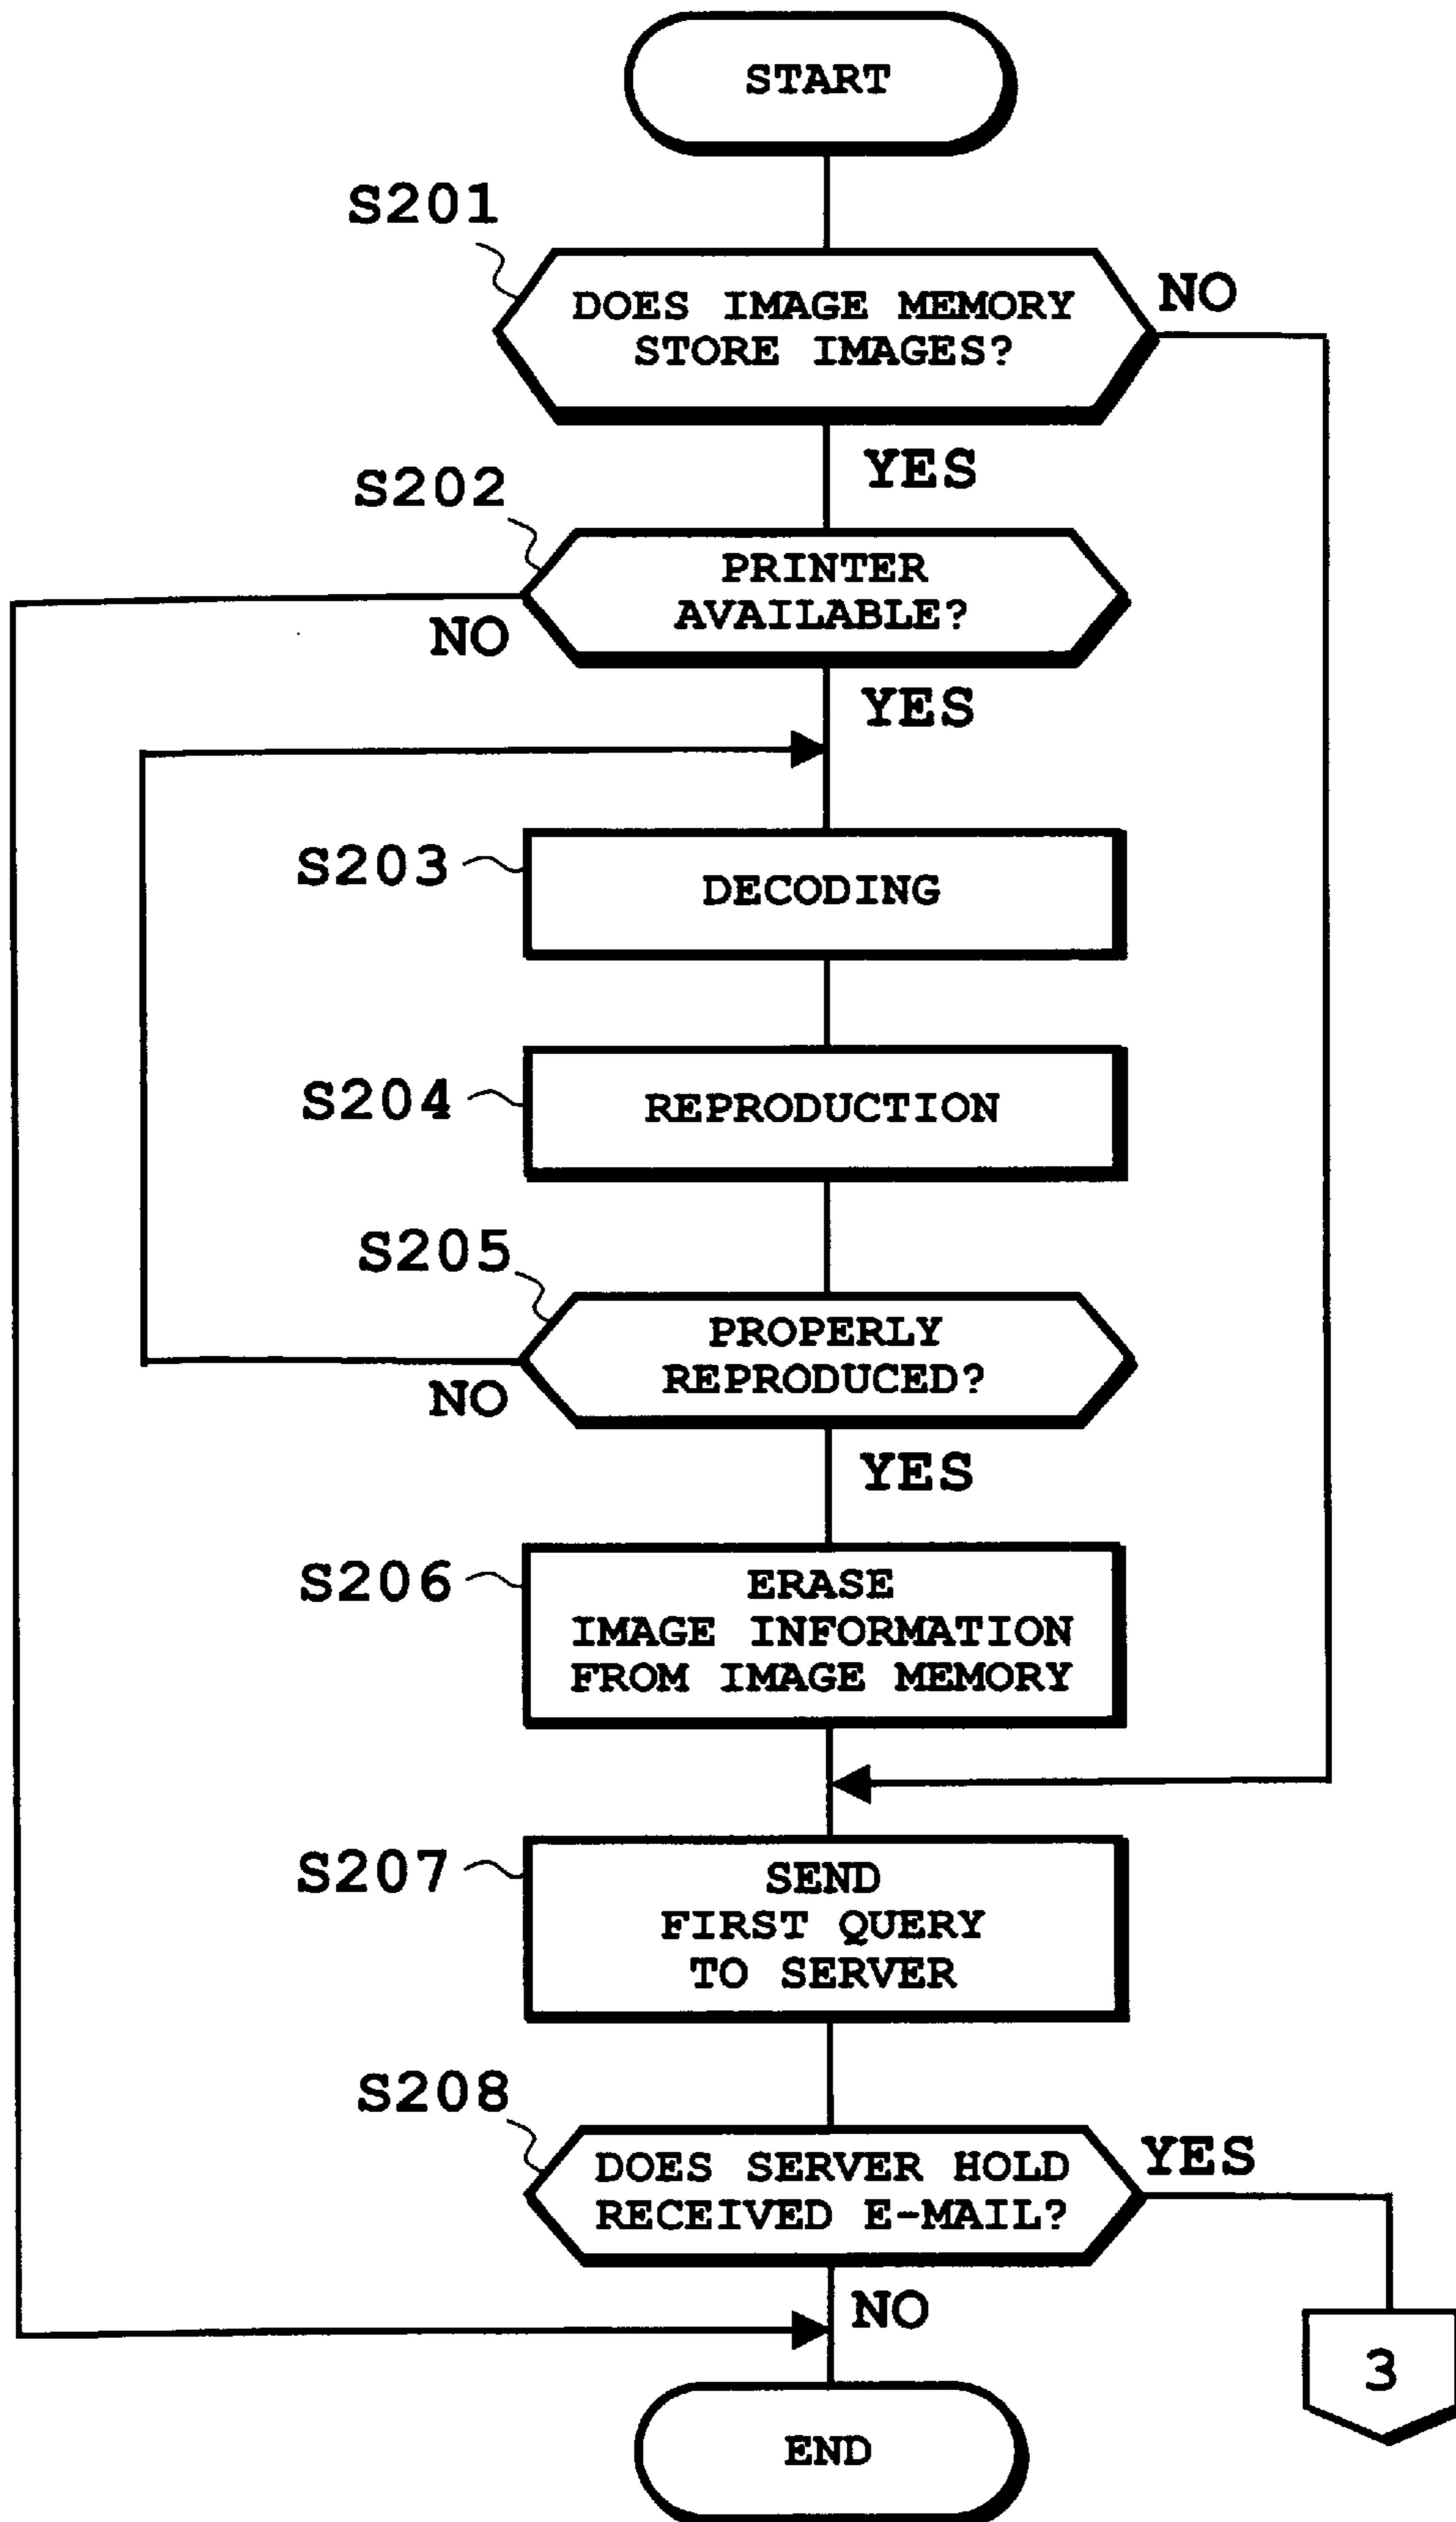 START
S201
DOES IMAGE MEMORY
STORE IMAGES?
NO
YES
S202
PRINTER
AVAILABLE?
NO
YES
S203
DECODING
S204
REPRODUCTION
S205
PROPERLY
REPRODUCED?
NO
YES
S206
ERASE
IMAGE INFORMATION
FROM IMAGE MEMORY
S207
SEND
FIRST QUERY
TO SERVER
S208
DOES SERVER HOLD
RECEIVED E-MAIL?
YES
NO
3
END